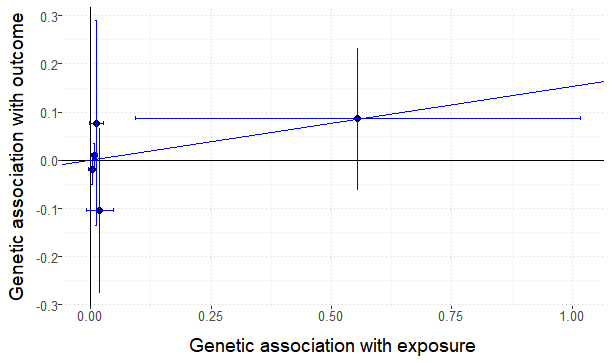 Genetic association with outcome
0.3
0.2
0.1
0.0
-0.1
-0.2
-0.3
0.00 0.25 0.50 0.75 1.00
Genetic association with exposure